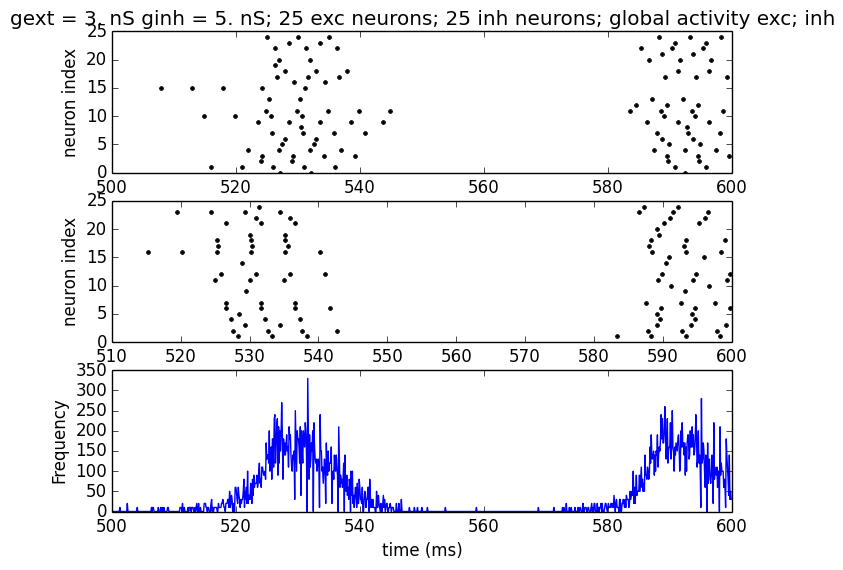 gext = 3. nS ginh = 5. nS; 25 exc neurons; 25 inh neurons; global activity exc; inh
25
20
15
10
5
0
neuron index
500 520 540 560 580 600
25
20
15
10
5
0
neuron index
510 520 530 540 550 560 570 580 590 600
350
300
250
200
150
100
50
0
Frequency
500 520 540 560 580 600
time (ms)